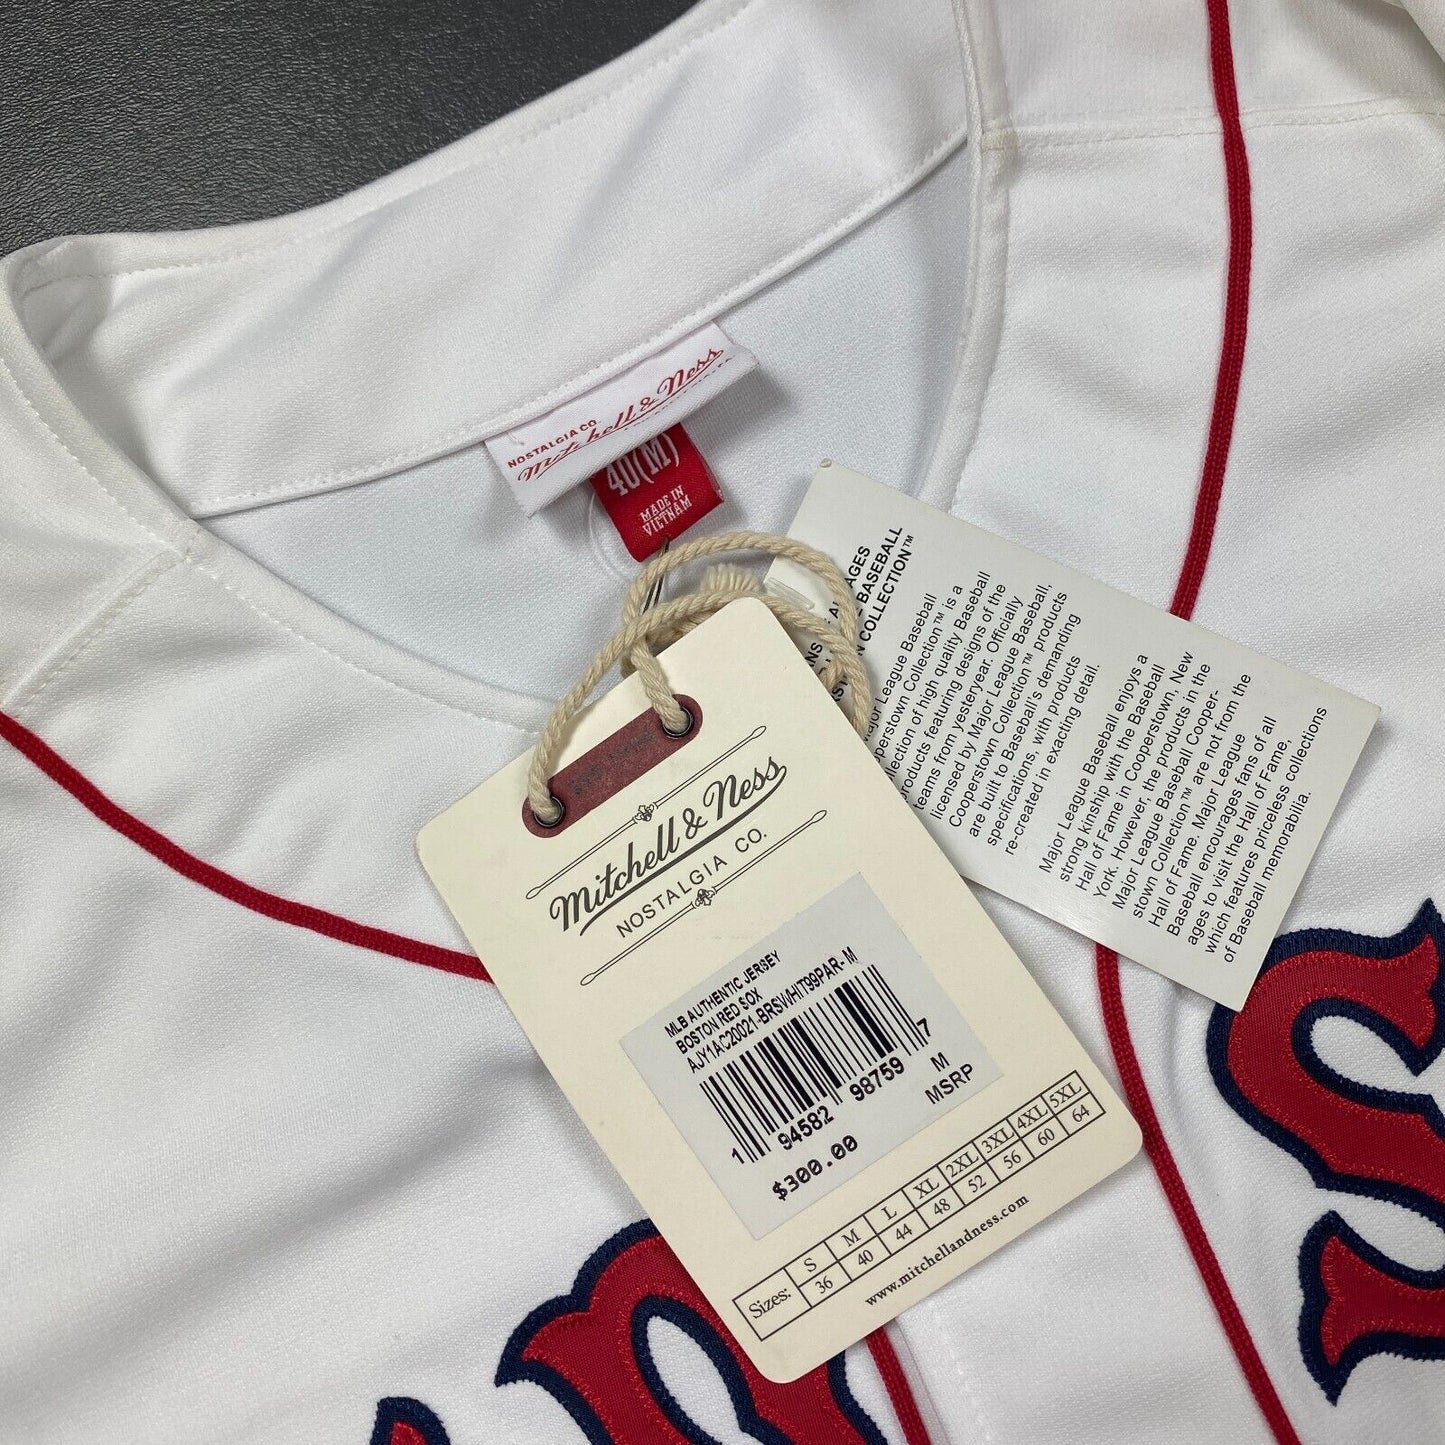 Mitchell & Ness
NOSTALGIA CO.
40(M)
MADE IN
VIETNAM
Mitchell & Ness
NOSTALGIA CO.
MLB AUTHENTIC JERSEY
BOSTON RED SOX
AJY1AC20021-BRSWHIT99PAR- M
1 94582 98759 7
M
MSRP
$300.00
Sizes: S M L XL 2XL 3XL 4XL 5XL
36 40 44 48 52 56 60 64
www.mitchellandness.com
AGES
BASEBALL
COLLECTION™
Major League Baseball
Collection™ is a
collection of high quality Baseball
products featuring designs of the
teams from yesteryear. Officially
licensed by Major League Baseball,
Cooperstown Collection™ products
are built to Baseball's demanding
specifications, with products
re-created in exacting detail.
Major League Baseball enjoys a
strong kinship with the Baseball
Hall of Fame in Cooperstown, New
York. However, the products in the
Major League Baseball Cooper-
stown Collection™ are not from the
Hall of Fame. Major League
Baseball encourages fans of all
ages to visit the Hall of Fame,
which features priceless collections
of Baseball memorabilia.
S